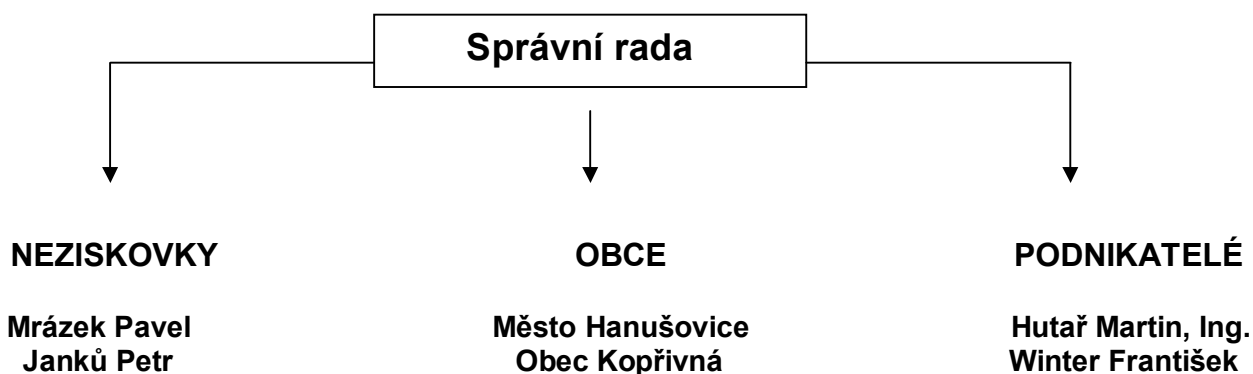 Správní rada
NEZISKOVKY
OBCE
PODNIKATELÉ
Mrázek Pavel
Město Hanušovice
Hutař Martin, Ing.
Janků Petr
Obec Kopřivná
Winter František